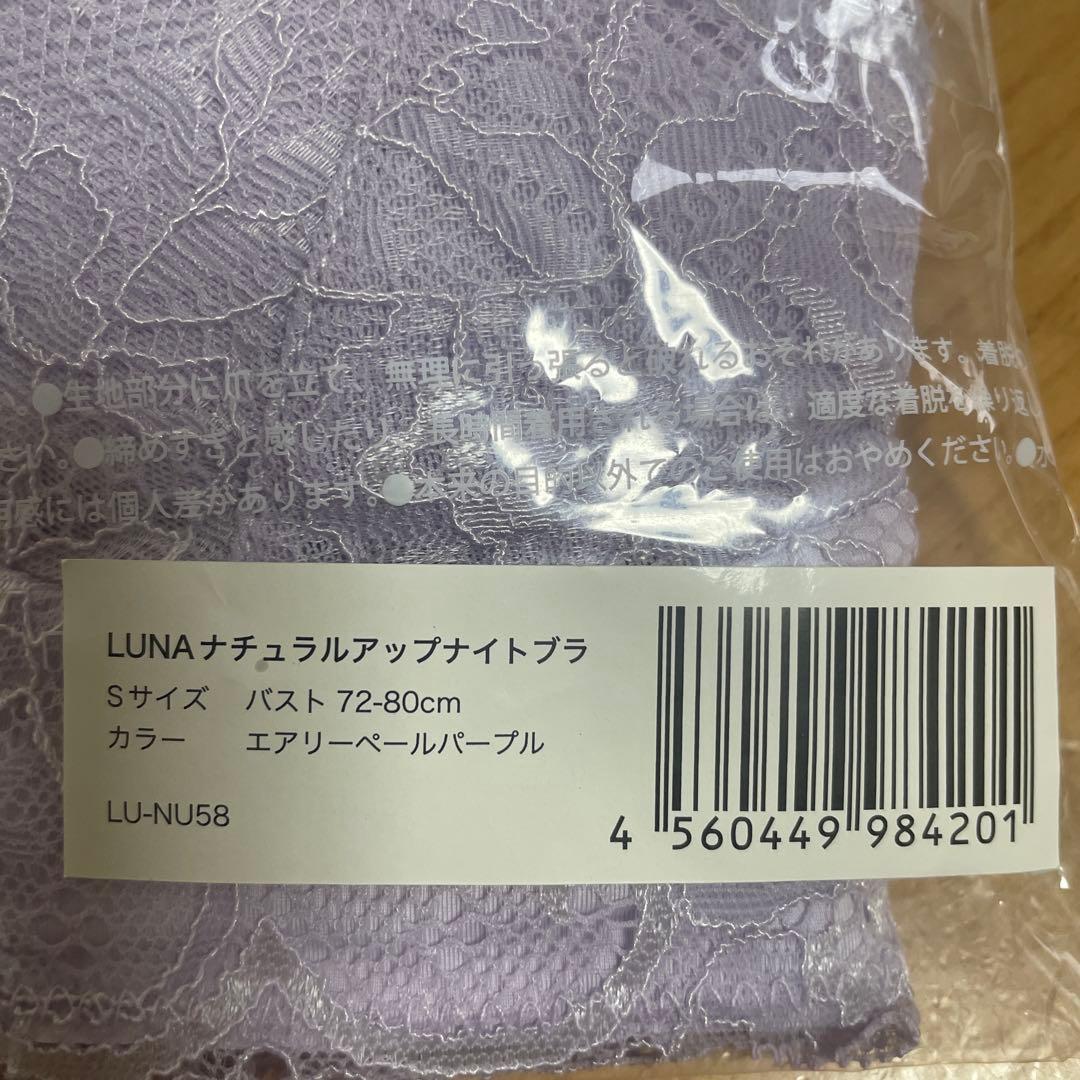 。●生地部分に爪を立て、無理に引っ張ると破れるおそれがあります。着脱
さい。●締めすぎと感じたり、長時間着用される場合は、適度な着脱を繰り返し
用感には個人差があります。●本来の目的以外でのご使用はおやめください。●水
LUNAナチュラルアップナイトブラ
Sサイズ バスト 72-80cm
カラー エアリーペールパープル
LU-NU58
4 560449 984201